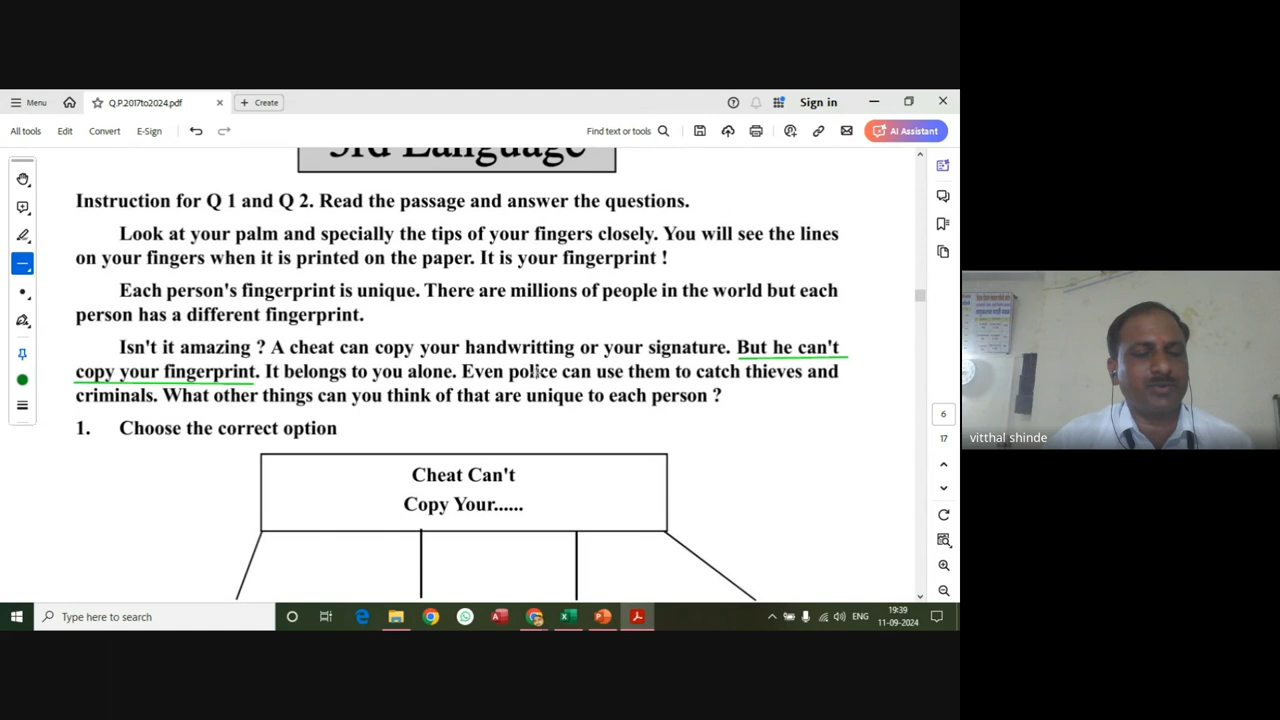 Menu
Q.P.2017to2024.pdf
Create
Sign in
All tools
Edit
Convert
E-Sign
Find text or tools
AI Assistant
3rd Language
Instruction for Q 1 and Q 2. Read the passage and answer the questions.
Look at your palm and specially the tips of your fingers closely. You will see the lines
on your fingers when it is printed on the paper. It is your fingerprint !
Each person's fingerprint is unique. There are millions of people in the world but each
person has a different fingerprint.
Isn't it amazing ? A cheat can copy your handwritting or your signature. But he can't
copy your fingerprint. It belongs to you alone. Even police can use them to catch thieves and
criminals. What other things can you think of that are unique to each person ?
1. Choose the correct option
Cheat Can't
Copy Your......
6
17
vitthal shinde
Type here to search
ENG
19:39
11-09-2024